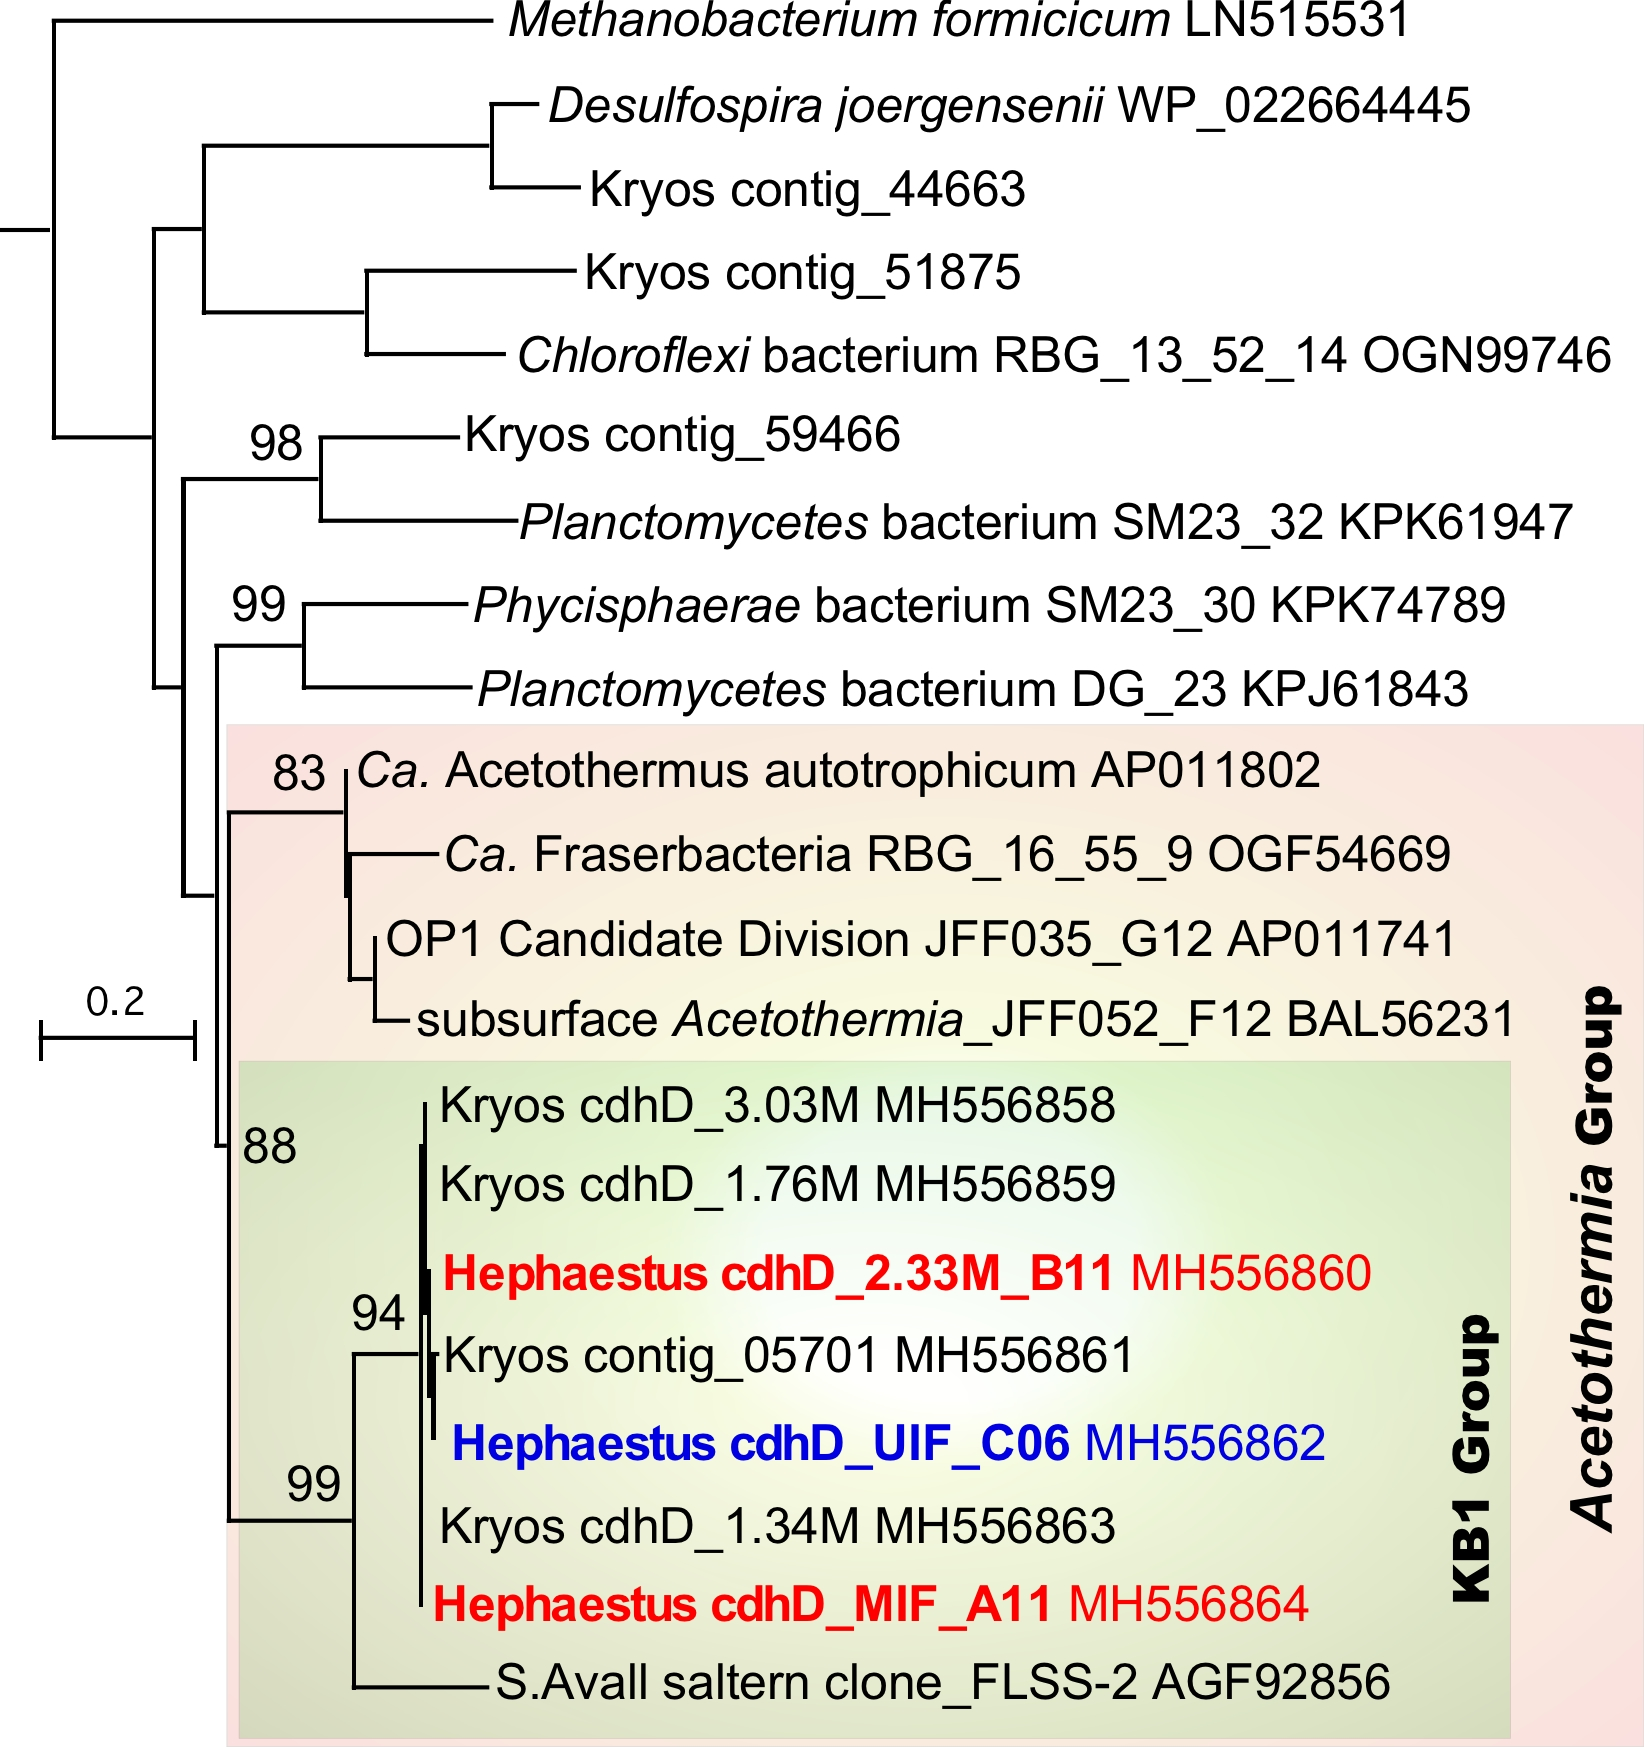 Methanobacterium formicicum LN515531
Desulfospira joergensenii WP_022664445
Kryos contig_44663
Kryos contig_51875
Chloroflexi bacterium RBG_13_52_14 OGN99746
98
Kryos contig_59466
Planctomycetes bacterium SM23_32 KPK61947
99
Phycisphaerae bacterium SM23_30 KPK74789
Planctomycetes bacterium DG_23 KPJ61843
83
Ca. Acetothermus autotrophicum AP011802
Ca. Fraserbacteria RBG_16_55_9 OGF54669
OP1 Candidate Division JFF035_G12 AP011741
0.2
subsurface Acetothermia_JFF052_F12 BAL56231
Kryos cdhD_3.03M MH556858
88
Kryos cdhD_1.76M MH556859
Hephaestus cdhD_2.33M_B11 MH556860
94
Kryos contig_05701 MH556861
Hephaestus cdhD_UIF_C06 MH556862
99
Kryos cdhD_1.34M MH556863
Hephaestus cdhD_MIF_A11 MH556864
S.Avall saltern clone_FLSS-2 AGF92856
KB1 Group
Acetothermia Group